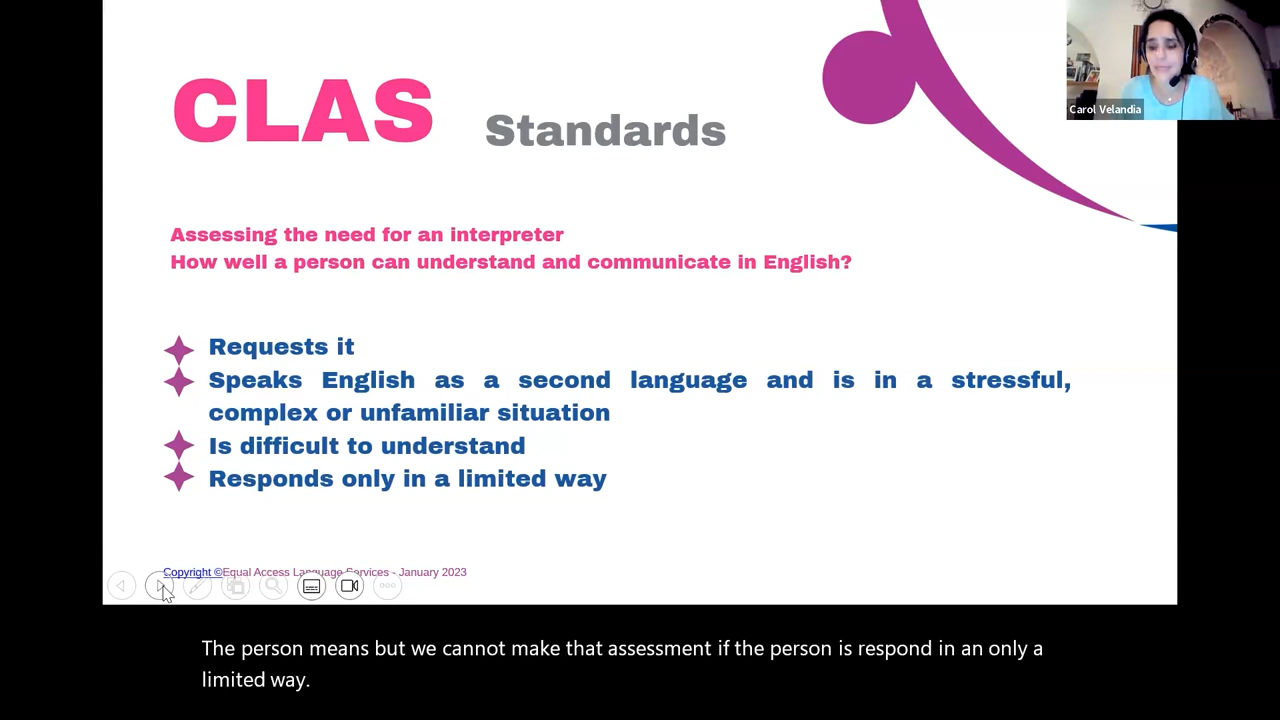 CLAS Standards
Carol Velandia
Assessing the need for an interpreter
How well a person can understand and communicate in English?
Requests it
Speaks English as a second language and is in a stressful,
complex or unfamiliar situation
Is difficult to understand
Responds only in a limited way
Copyright ©Equal Access Language Services - January 2023
The person means but we cannot make that assessment if the person is respond in an only a
limited way.